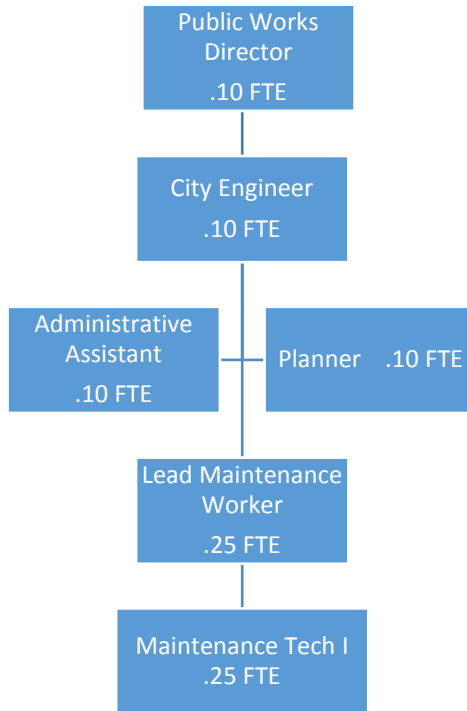 Public Works
Director
.10 FTE
City Engineer
.10 FTE
Administrative
Assistant
.10 FTE
Planner .10 FTE
Lead Maintenance
Worker
.25 FTE
Maintenance Tech I
.25 FTE